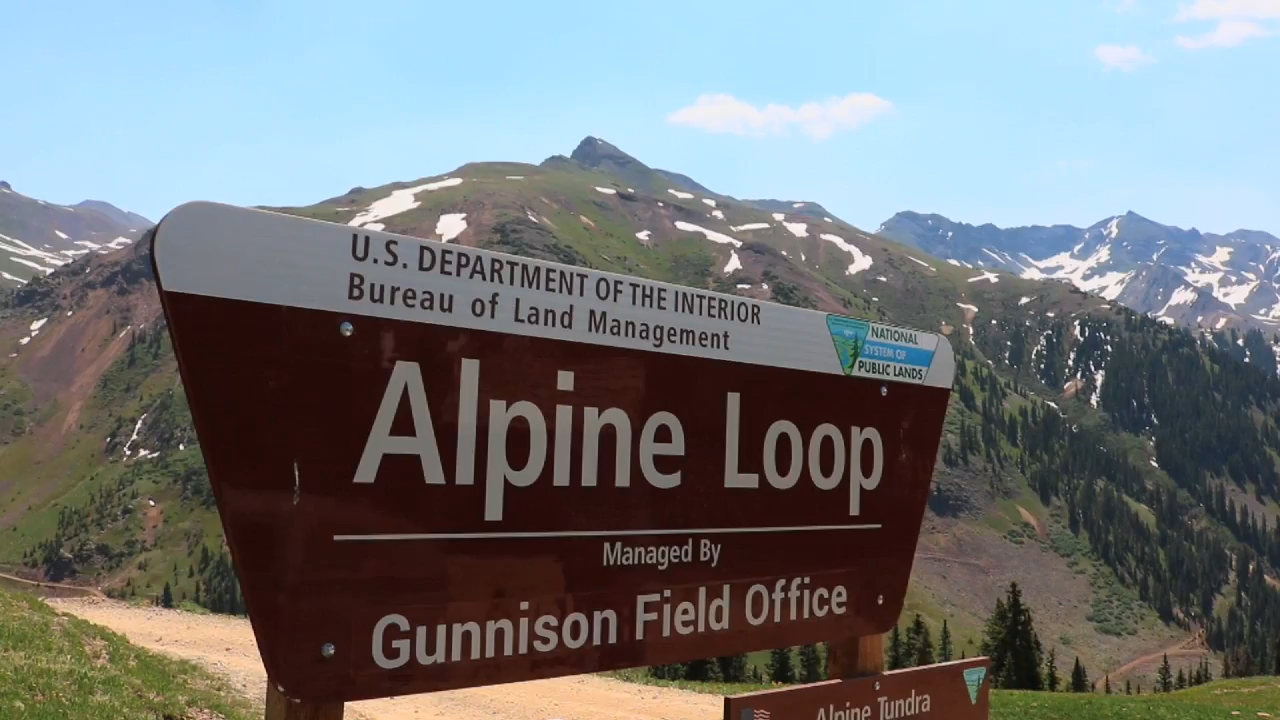 U.S. DEPARTMENT OF THE INTERIOR
Bureau of Land Management
NATIONAL
SYSTEM OF
PUBLIC LANDS
Alpine Loop
Managed By
Gunnison Field Office
Alpine Tundra